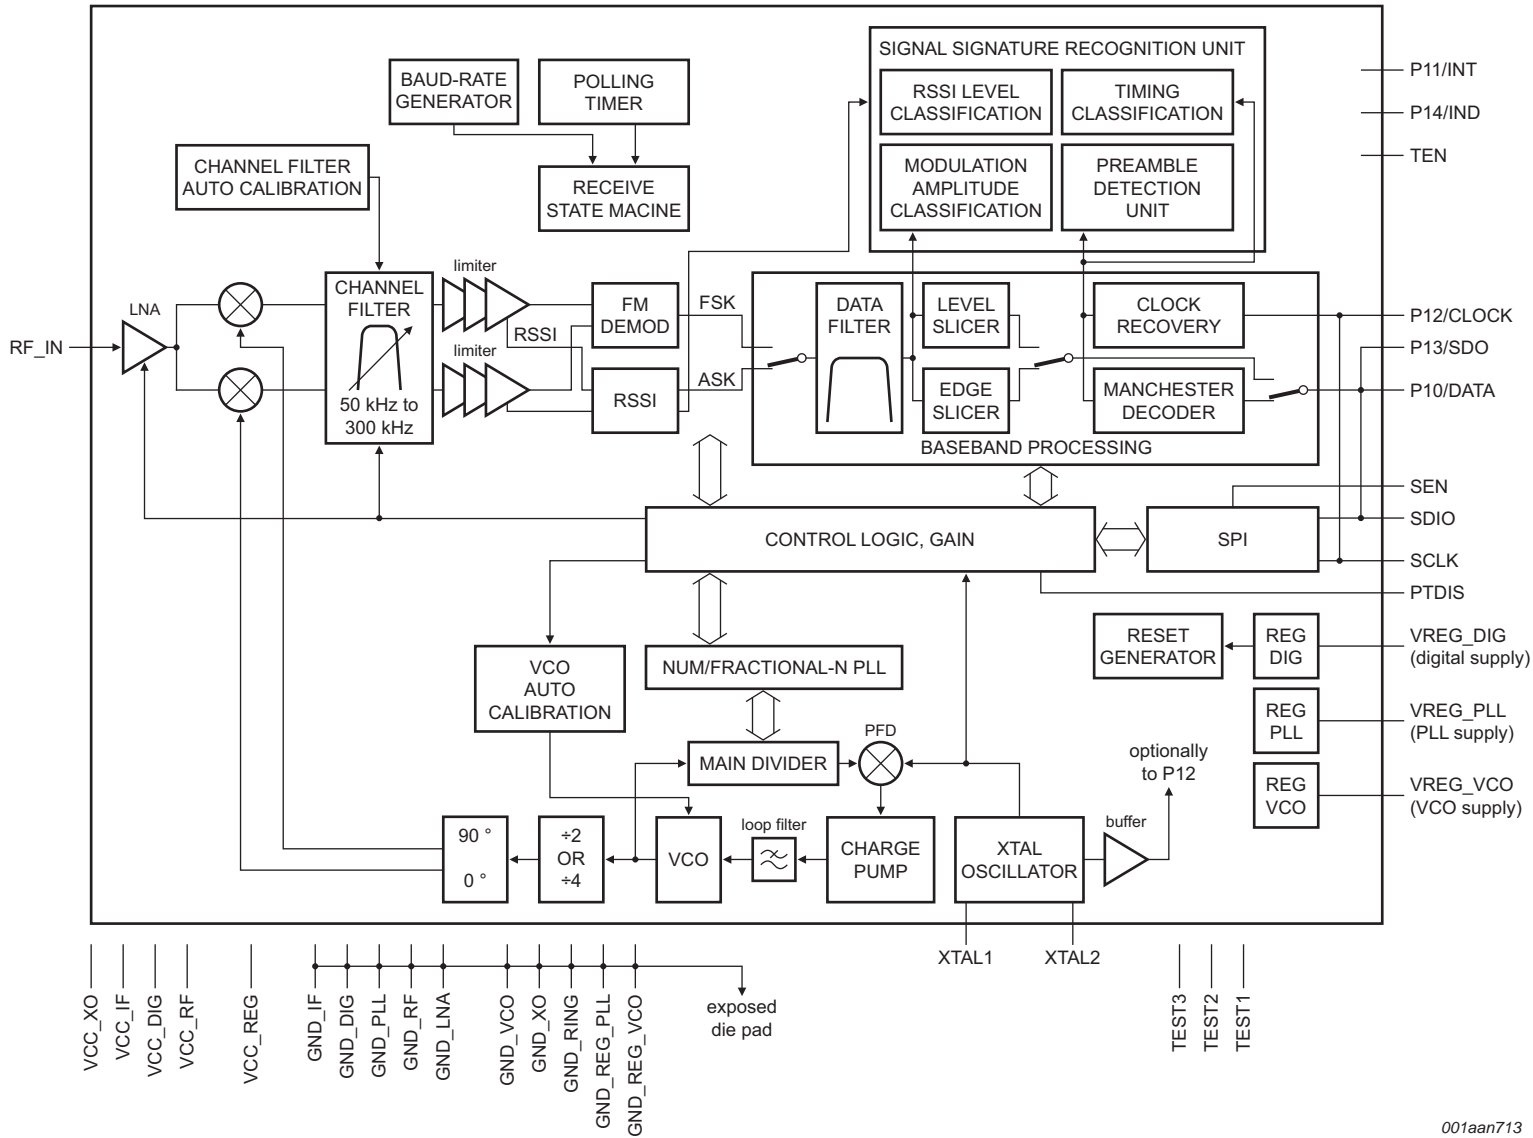 SIGNAL SIGNATURE RECOGNITION UNIT
RSSI LEVEL
CLASSIFICATION
TIMING
CLASSIFICATION
MODULATION
AMPLITUDE
CLASSIFICATION
PREAMBLE
DETECTION
UNIT
BAUD-RATE
GENERATOR
POLLING
TIMER
CHANNEL FILTER
AUTO CALIBRATION
RECEIVE
STATE MACINE
P11/INT
P14/IND
TEN
RF_IN
LNA
CHANNEL
FILTER
50 kHz to
300 kHz
limiter
RSSI
limiter
FM
DEMOD
RSSI
FSK
ASK
DATA
FILTER
LEVEL
SLICER
EDGE
SLICER
CLOCK
RECOVERY
MANCHESTER
DECODER
BASEBAND PROCESSING
P12/CLOCK
P13/SDO
P10/DATA
SEN
SDIO
SCLK
PTDIS
CONTROL LOGIC, GAIN
SPI
RESET
GENERATOR
REG
DIG
VREG_DIG
(digital supply)
REG
PLL
VREG_PLL
(PLL supply)
REG
VCO
VREG_VCO
(VCO supply)
VCO
AUTO
CALIBRATION
NUM/FRACTIONAL-N PLL
MAIN DIVIDER
PFD
optionally
to P12
90 °
0 °
÷2
OR
÷4
VCO
loop filter
CHARGE
PUMP
XTAL
OSCILLATOR
buffer
XTAL1
XTAL2
VCC_XO
VCC_IF
VCC_DIG
VCC_RF
VCC_REG
GND_IF
GND_DIG
GND_PLL
GND_RF
GND_LNA
GND_VCO
GND_XO
GND_RING
GND_REG_PLL
GND_REG_VCO
exposed
die pad
TEST3
TEST2
TEST1
001aan713